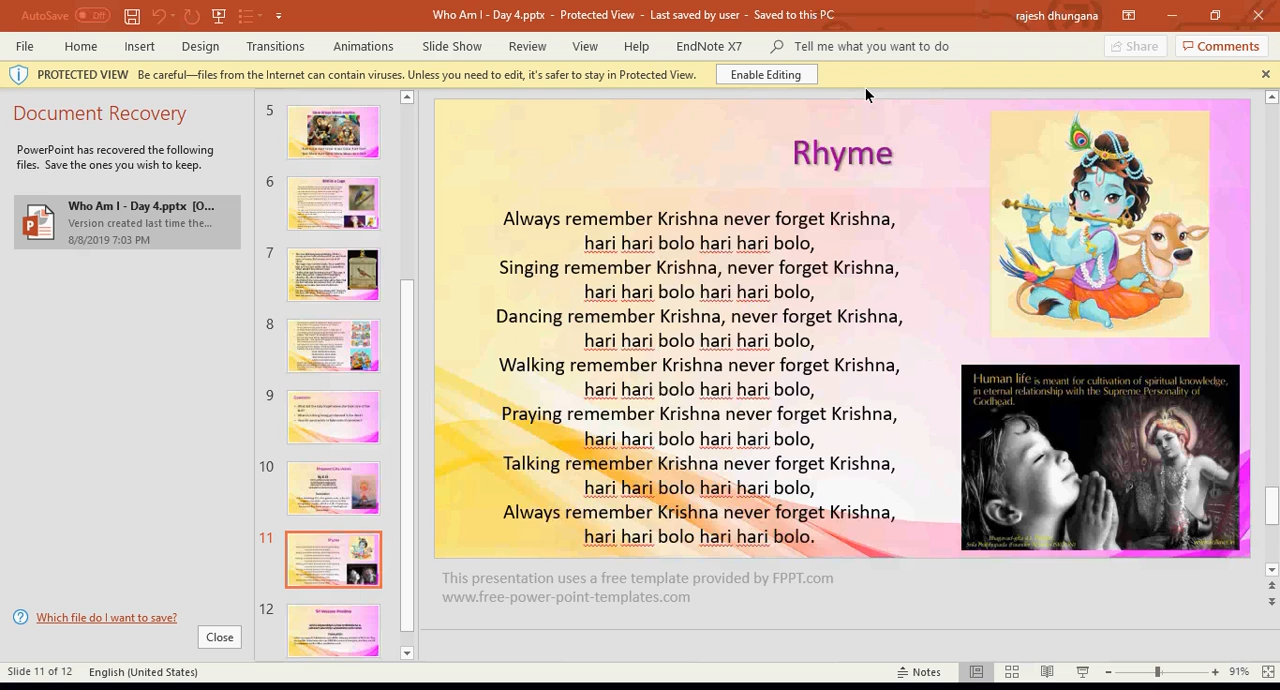 AutoSave Off
Who Am I - Day 4.pptx - Protected View - Last saved by user - Saved to this PC
rajesh dhungana
File Home Insert Design Transitions Animations Slide Show Review View Help EndNote X7 Tell me what you want to do Share Comments
PROTECTED VIEW Be careful—files from the Internet can contain viruses. Unless you need to edit, it's safer to stay in Protected View. Enable Editing
Document Recovery
PowerPoint has recovered the following
files. Save the ones you wish to keep.
Who Am I - Day 4.pptx [O...
Version created last time the...
8/8/2019 7:03 PM
Which file do I want to save?
Close
5
6
7
8
9
10
11
12
Rhyme
Always remember Krishna never forget Krishna,
hari hari bolo hari hari bolo,
Singing remember Krishna, never forget Krishna,
hari hari bolo hari hari bolo,
Dancing remember Krishna, never forget Krishna,
hari hari bolo hari hari bolo,
Walking remember Krishna never forget Krishna,
hari hari bolo hari hari bolo,
Praying remember Krishna never forget Krishna,
hari hari bolo hari hari bolo,
Talking remember Krishna never forget Krishna,
hari hari bolo hari hari bolo,
Always remember Krishna never forget Krishna,
hari hari bolo hari hari bolo.
Human life is meant for cultivation of spiritual knowledge,
in eternal relationship with the Supreme Personality of
Godhead.
This presentation uses a free template provided by FPPT.com
www.free-power-point-templates.com
Slide 11 of 12 English (United States) Notes 91%